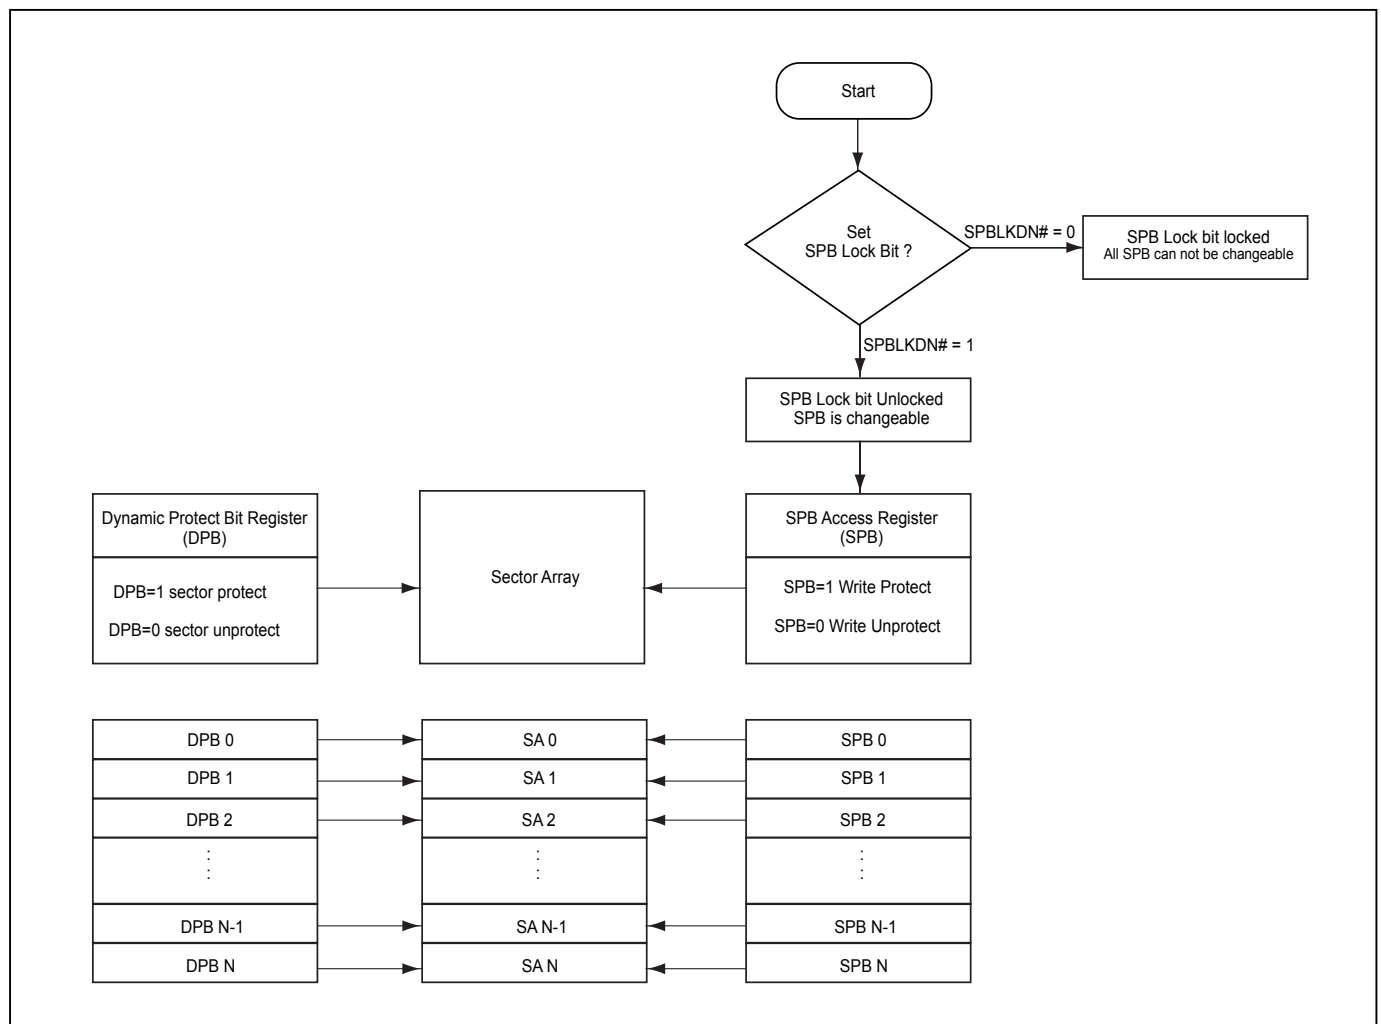 Start
Set
SPB Lock Bit ?
SPBLKDN# = 0
SPB Lock bit locked
All SPB can not be changeable
SPBLKDN# = 1
SPB Lock bit Unlocked
SPB is changeable
Dynamic Protect Bit Register
(DPB)
DPB=1 sector protect
DPB=0 sector unprotect
Sector Array
SPB Access Register
(SPB)
SPB=1 Write Protect
SPB=0 Write Unprotect
DPB 0
SA 0
SPB 0
DPB 1
SA 1
SPB 1
DPB 2
SA 2
SPB 2
DPB N-1
SA N-1
SPB N-1
DPB N
SA N
SPB N